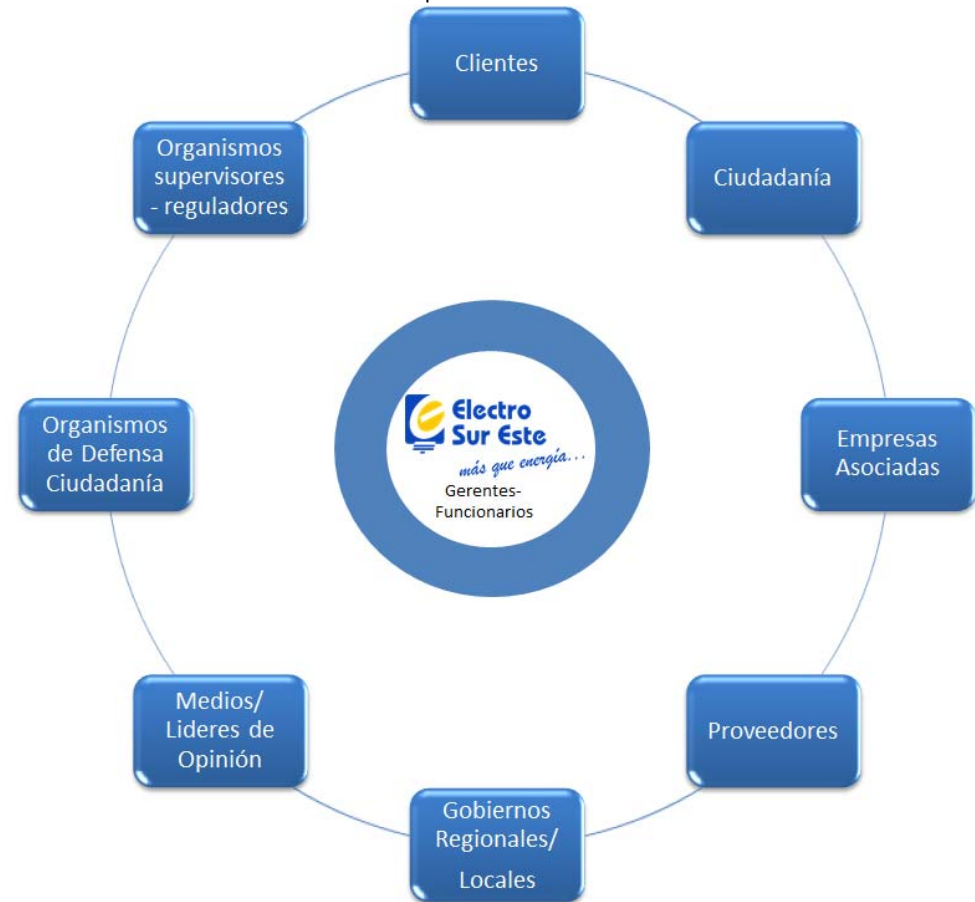 Clientes
Ciudadanía
Empresas
Asociadas
Proveedores
Gobiernos
Regionales/
Locales
Medios/
Lideres de
Opinión
Organismos
de Defensa
Ciudadanía
Organismos
supervisores
- reguladores
Electro
Sur Este
más que energía...
Gerentes-
Funcionarios